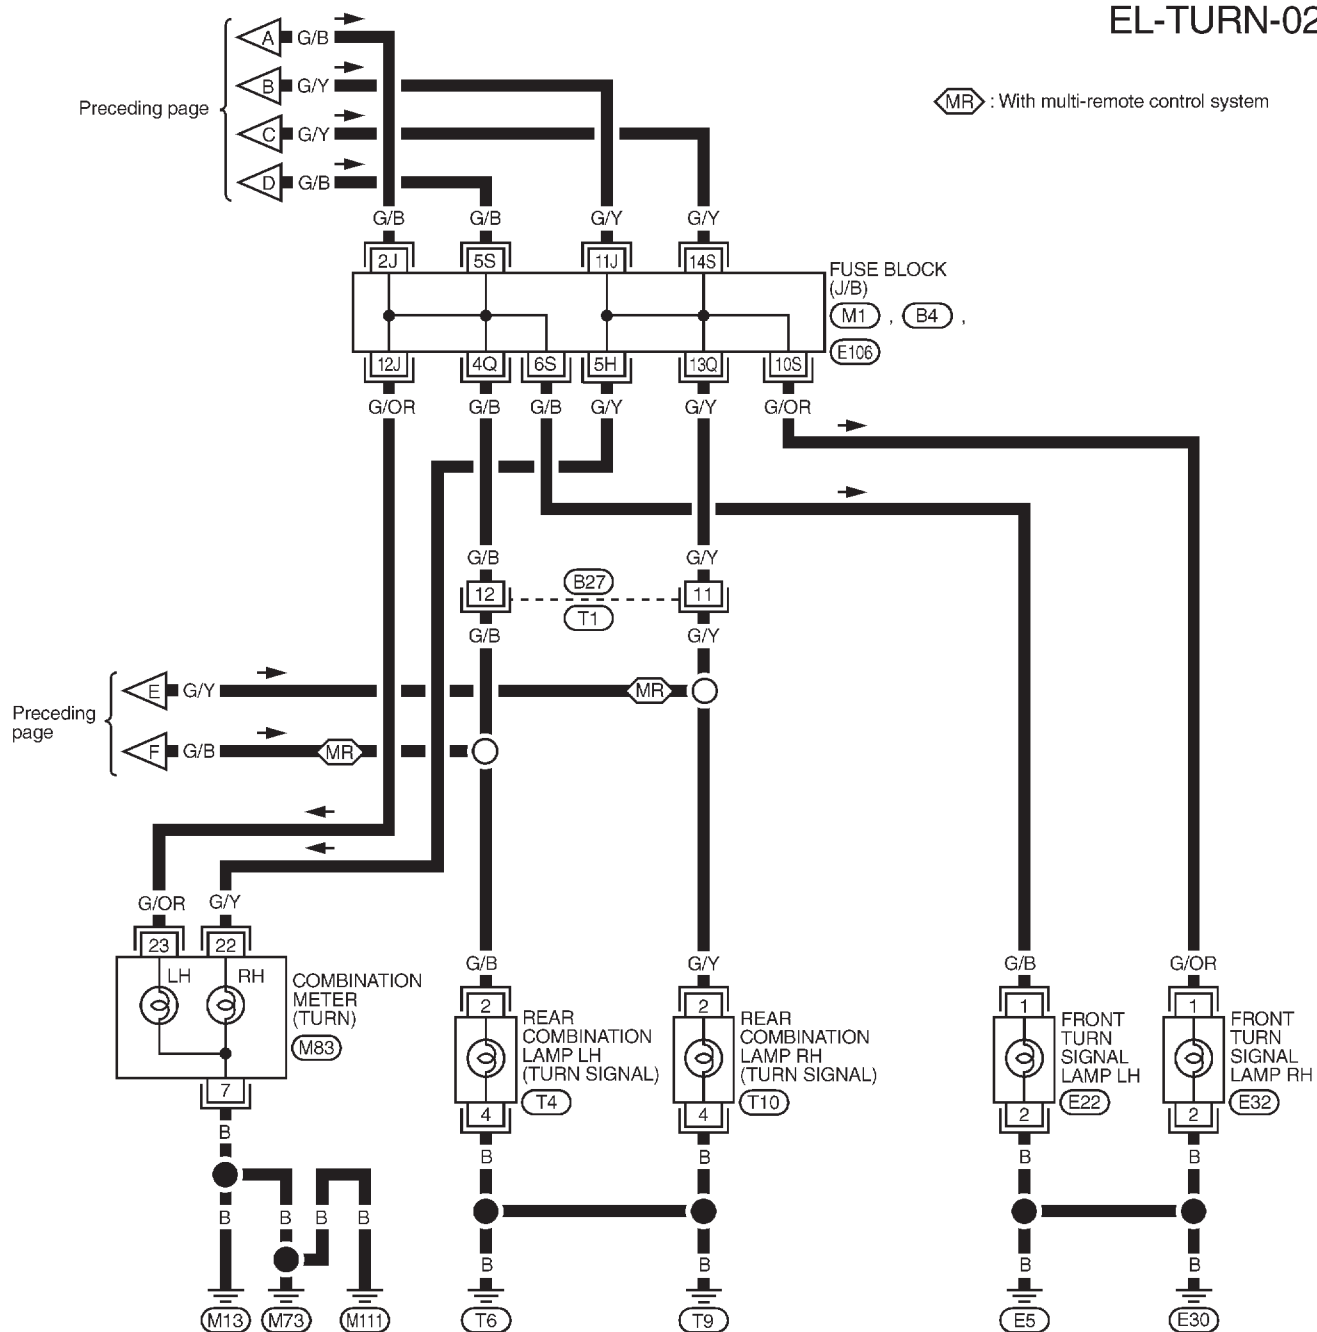 EL-TURN-02
A G/B
B G/Y
Preceding page
MR : With multi-remote control system
C G/Y
D G/B
G/B G/B G/Y G/Y
2J 5S 11J 14S
FUSE BLOCK
(J/B)
M1 , B4 ,
E106
12J 4Q 6S 5H 13Q 10S
G/OR G/B G/B G/Y G/Y G/OR
G/B G/Y
12 B27 11
T1
G/B G/Y
E G/Y MR
Preceding
page
F G/B MR
G/OR G/Y
23 22
LH RH
COMBINATION
METER
(TURN)
M83
7
G/B G/Y G/B G/OR
2 2 1 1
REAR
COMBINATION
LAMP LH
(TURN SIGNAL)
T4
REAR
COMBINATION
LAMP RH
(TURN SIGNAL)
T10
FRONT
TURN
SIGNAL
LAMP LH
E22
FRONT
TURN
SIGNAL
LAMP RH
E32
4 4 2 2
B B B B B
B B B B
B B B B
M13 M73 M111 T6 T9 E5 E30